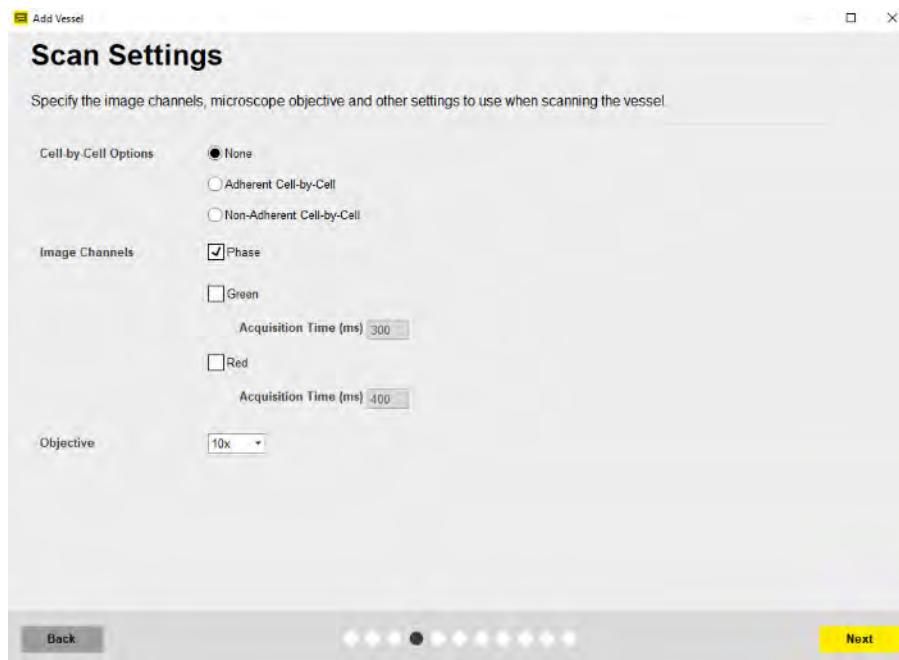 Add Vessel
Scan Settings
Specify the image channels, microscope objective and other settings to use when scanning the vessel
Cell-by-Cell Options
None
Adherent Cell-by-Cell
Non-Adherent Cell-by-Cell
Image Channels
Phase
Green
Acquisition Time (ms) 300
Red
Acquisition Time (ms) 400
Objective
10x
Back
Next